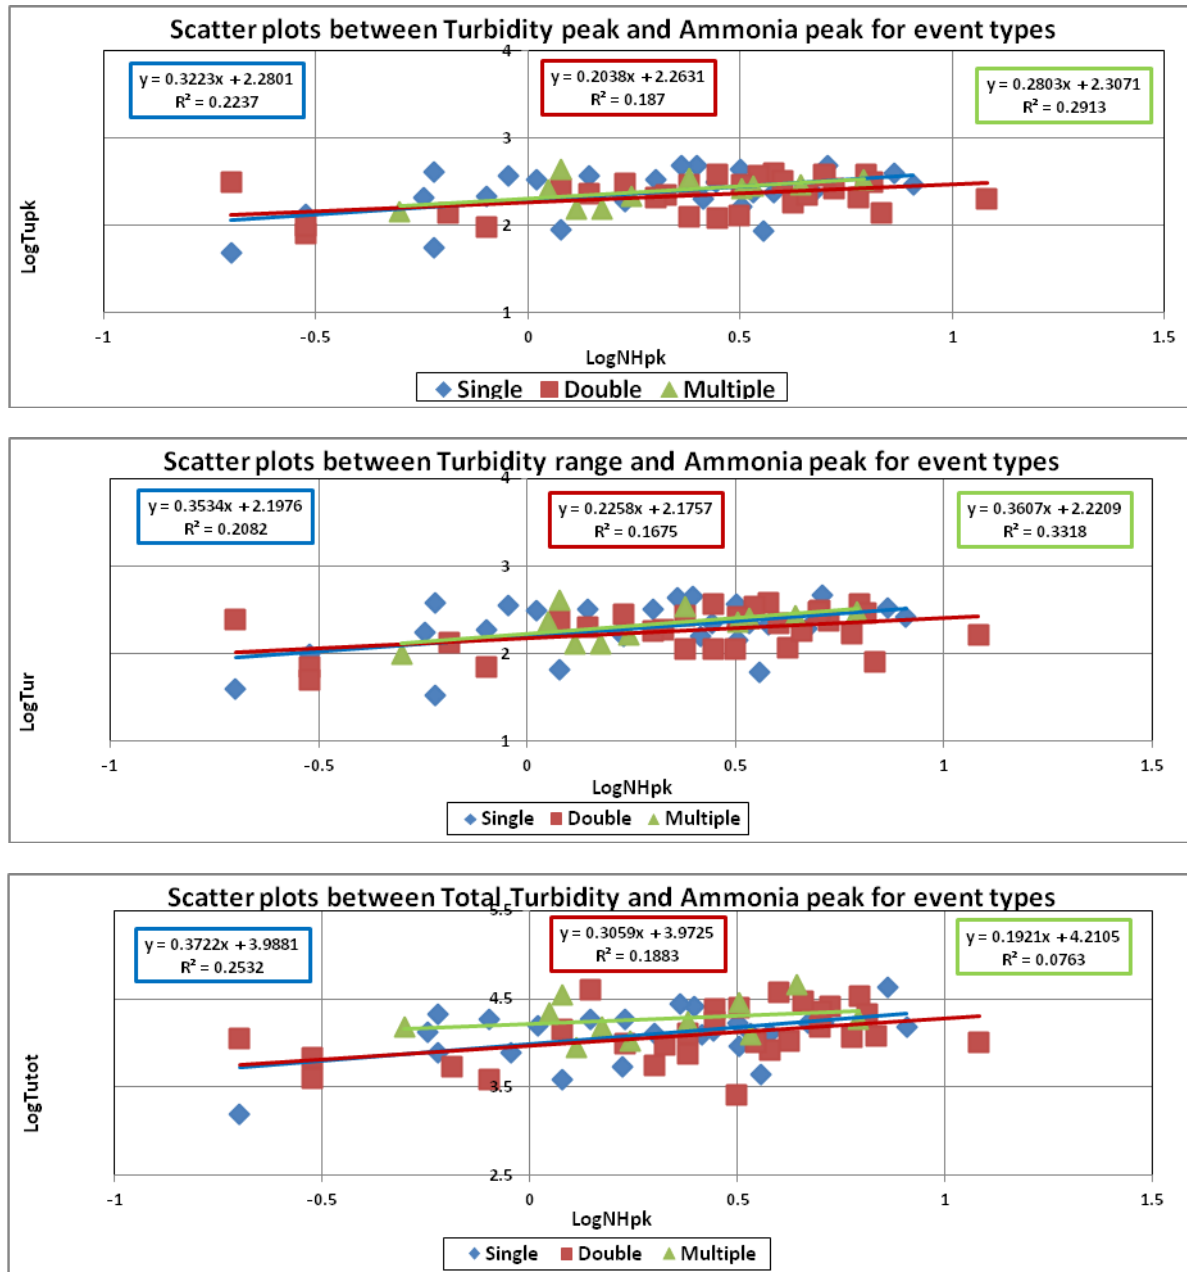 Scatter plots between Turbidity peak and Ammonia peak for event types
4
y = 0.3223x + 2.2801
R² = 0.2237
y = 0.2038x + 2.2631
R² = 0.187
y = 0.2803x + 2.3071
R² = 0.2913
3
2
1
LogTupk
-1
-0.5
0
0.5
1
1.5
LogNHpk
Single
Double
Multiple
Scatter plots between Turbidity range and Ammonia peak for event types
4
y = 0.3534x + 2.1976
R² = 0.2082
y = 0.2258x + 2.1757
R² = 0.1675
y = 0.3607x + 2.2209
R² = 0.3318
3
2
1
LogTur
-1
-0.5
0
0.5
1
1.5
LogNHpk
Single
Double
Multiple
Scatter plots between Total Turbidity and Ammonia peak for event types
5.5
y = 0.3722x + 3.9881
R² = 0.2532
y = 0.3059x + 3.9725
R² = 0.1883
y = 0.1921x + 4.2105
R² = 0.0763
4.5
3.5
2.5
LogTutot
-1
-0.5
0
0.5
1
1.5
LogNHpk
Single
Double
Multiple